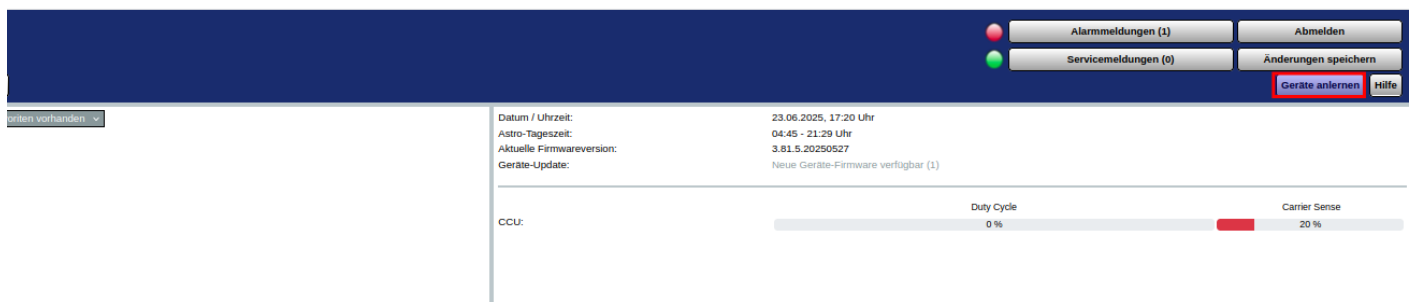 Alarmmeldungen (1) Abmelden
Servicemeldungen (0) Änderungen speichern
Geräte anlernen Hilfe
oriten vorhanden
Datum / Uhrzeit: 23.06.2025, 17:20 Uhr
Astro-Tageszeit: 04:45 - 21:29 Uhr
Aktuelle Firmwareversion: 3.81.5.20250527
Geräte-Update: Neue Geräte-Firmware verfügbar (1)
Duty Cycle Carrier Sense
CCU: 0 % 20 %